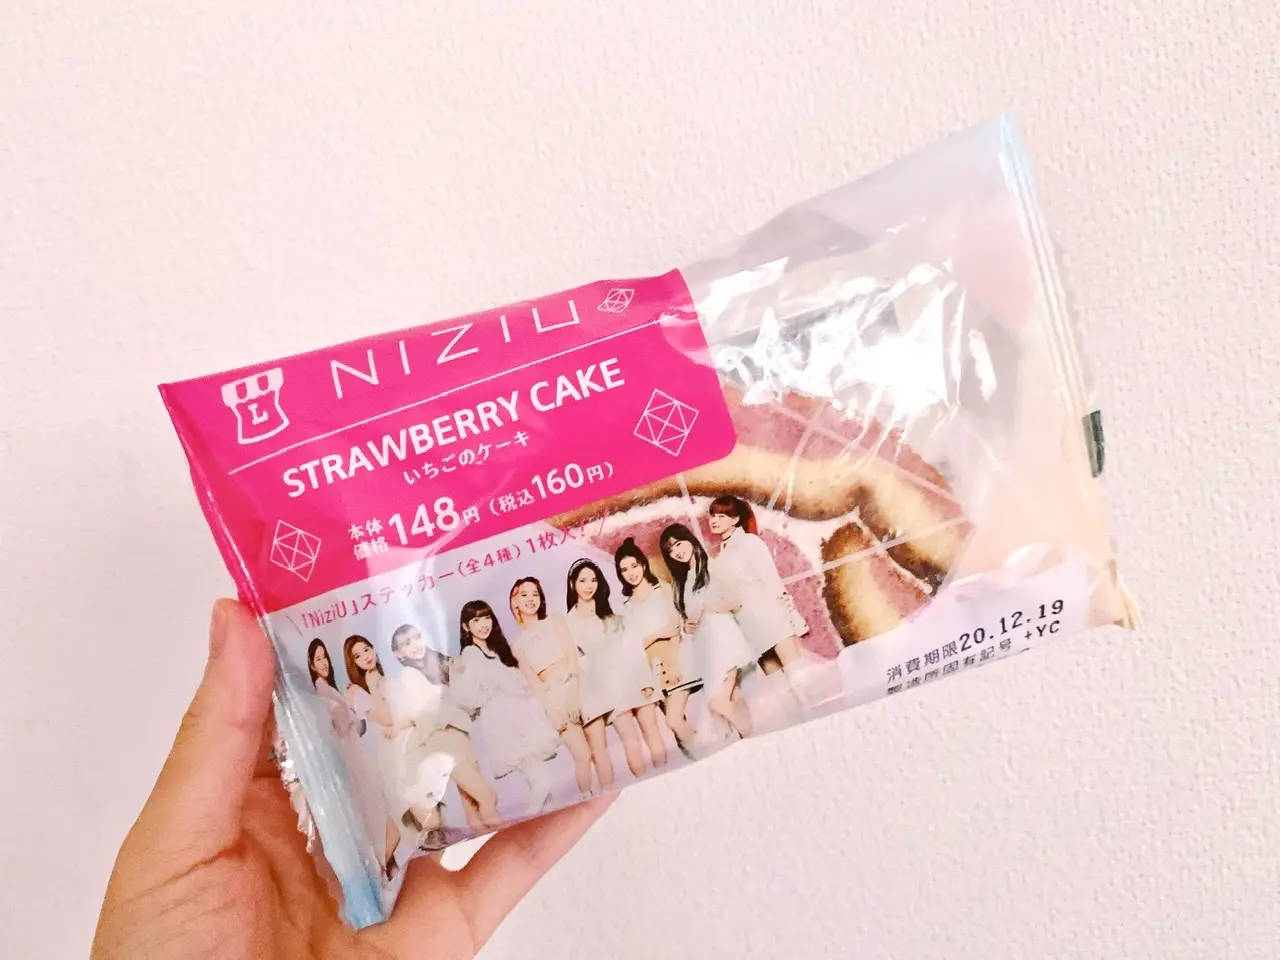 NIZIU
L
STRAWBERRY CAKE
いちごのケーキ
本体価格 148円 (税込160円)
「NiziU」ステッカー(全4種)1枚入!
消費期限20.12.19
製造所固有記号 +YC